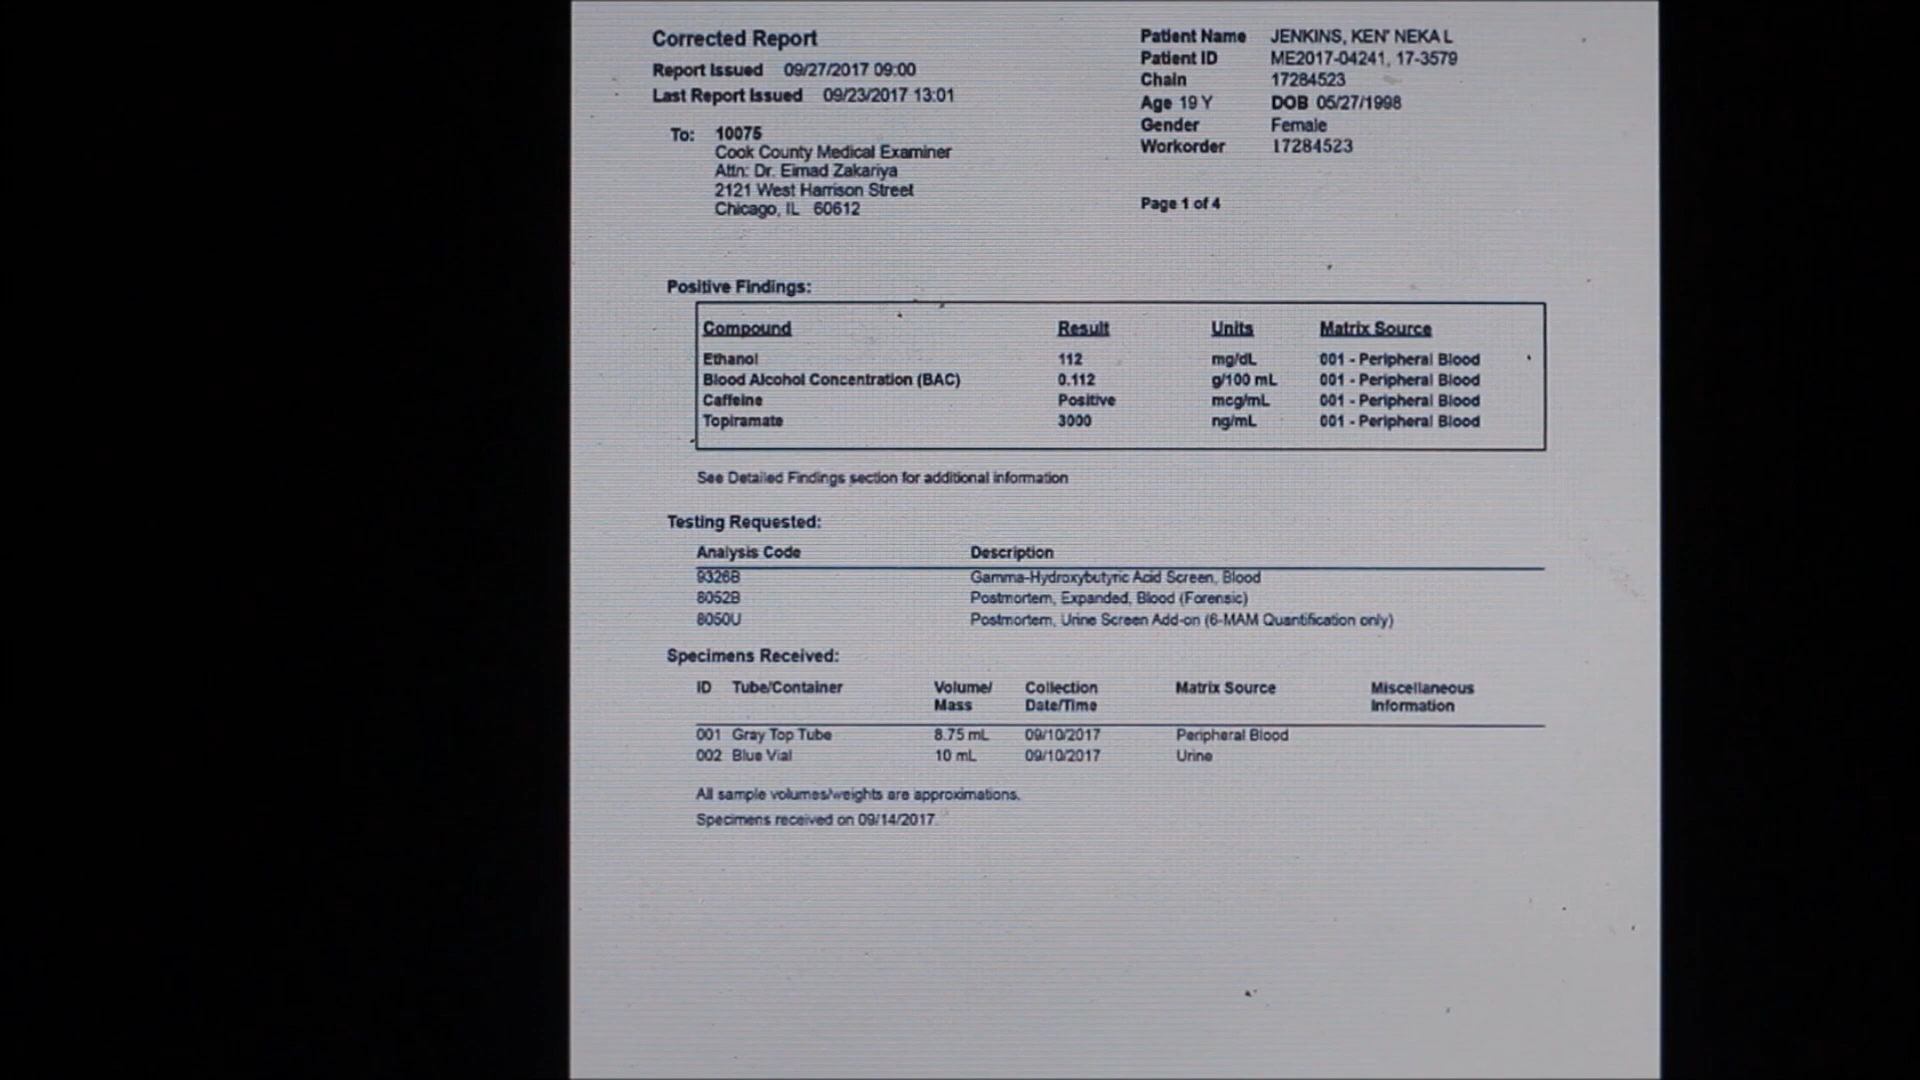 Corrected Report
Report Issued 09/27/2017 09:00
Last Report Issued 09/23/2017 13:01
To: 10075
Cook County Medical Examiner
Attn: Dr. Eimad Zakariya
2121 West Harrison Street
Chicago, IL 60612
Patient Name JENKINS, KEN' NEKA L
Patient ID ME2017-04241, 17-3579
Chain 17284523
Age 19 Y DOB 05/27/1998
Gender Female
Workorder 17284523
Page 1 of 4
Positive Findings:
Compound Result Units Matrix Source
Ethanol 112 mg/dL 001 - Peripheral Blood
Blood Alcohol Concentration (BAC) 0.112 g/100 mL 001 - Peripheral Blood
Caffeine Positive mcg/mL 001 - Peripheral Blood
Topiramate 3000 ng/mL 001 - Peripheral Blood
See Detailed Findings section for additional information
Testing Requested:
Analysis Code Description
9326B Gamma-Hydroxybutyric Acid Screen, Blood
8052B Postmortem, Expanded, Blood (Forensic)
8050U Postmortem, Urine Screen Add-on (6-MAM Quantification only)
Specimens Received:
ID Tube/Container Volume/ Collection Matrix Source Miscellaneous
Mass Date/Time Information
001 Gray Top Tube 8.75 mL 09/10/2017 Peripheral Blood
002 Blue Vial 10 mL 09/10/2017 Urine
All sample volumes/weights are approximations.
Specimens received on 09/14/2017.